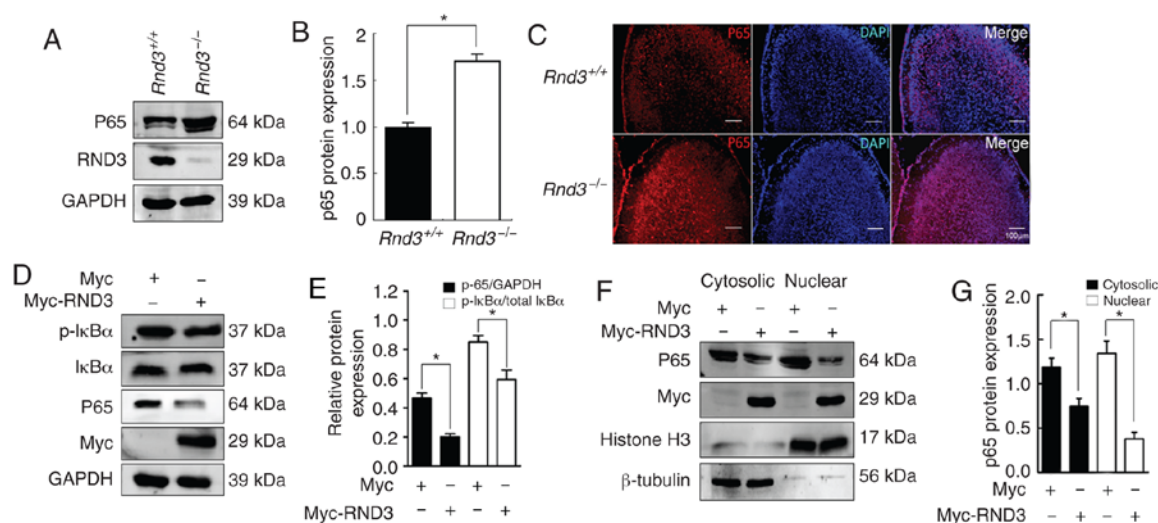 A
Rnd3+/+
Rnd3−/−
P65
64 kDa
RND3
29 kDa
GAPDH
39 kDa
B
p65 protein expression
2
1.5
1.0
0.5
0
*
Rnd3+/+ Rnd3−/−
C
P65 DAPI Merge
Rnd3+/+
P65 DAPI Merge
Rnd3−/−
100μm
D
Myc + −
Myc-RND3 − +
p-IκBα 37 kDa
IκBα 37 kDa
P65 64 kDa
Myc 29 kDa
GAPDH 39 kDa
E
p-65/GAPDH
p-IκBα/total IκBα
Relative protein
expression
1.2
1.0
0.8
0.6
0.4
0.2
0.0
* *
Myc + − + −
Myc-RND3 − + − +
F
Cytosolic Nuclear
Myc + − + −
Myc-RND3 − + − +
P65 64 kDa
Myc 29 kDa
Histone H3 17 kDa
β-tubulin 56 kDa
G
Cytosolic
Nuclear
p65 protein expression
2.0
1.5
1.0
0.5
0.0
* *
Myc + − + −
Myc-RND3 − + − +